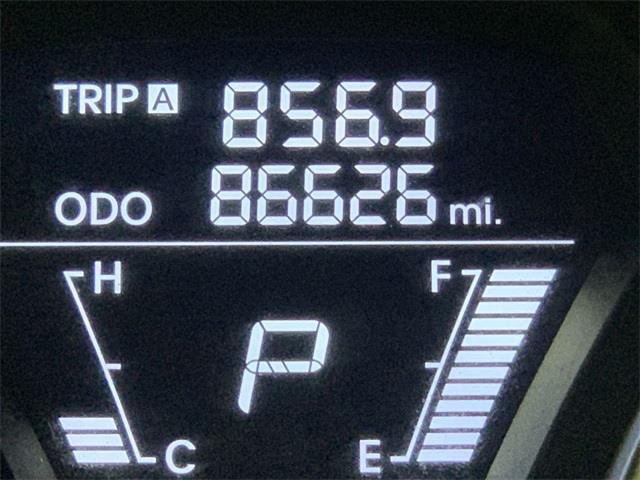 TRIP A 856.9
ODO 86626 mi.
H F
P
C E